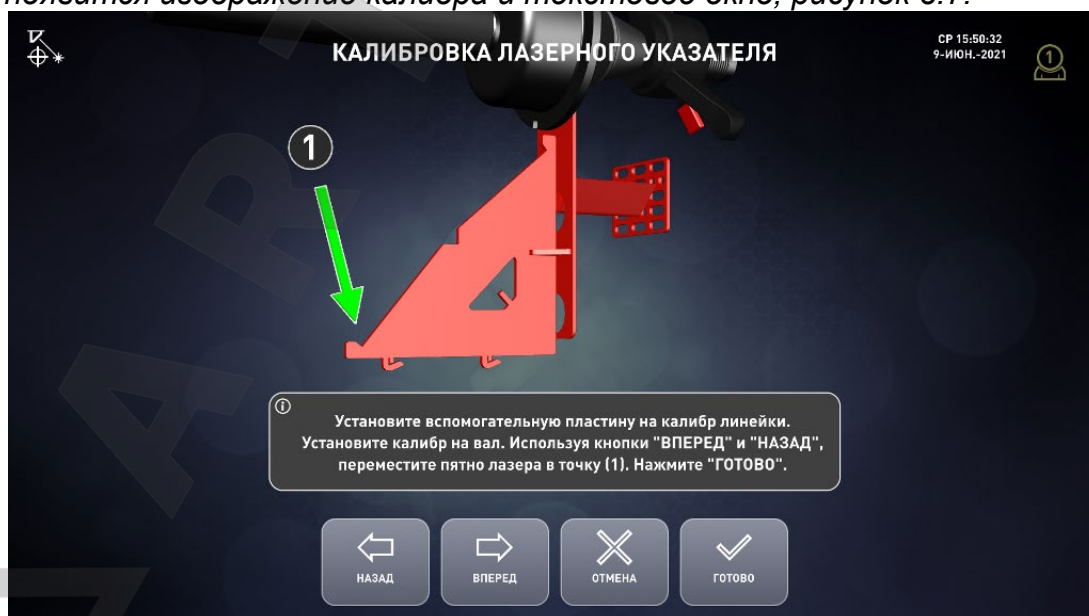 появится изображение калибра и текстовое окно, рисунок 6.7.
КАЛИБРОВКА ЛАЗЕРНОГО УКАЗАТЕЛЯ
СР 15:50:32
9-ИЮН.-2021
1
1
Установите вспомогательную пластину на калибр линейки.
Установите калибр на вал. Используя кнопки "ВПЕРЕД" и "НАЗАД",
переместите пятно лазера в точку (1). Нажмите "ГОТОВО".
НАЗАД
ВПЕРЕД
ОТМЕНА
ГОТОВО